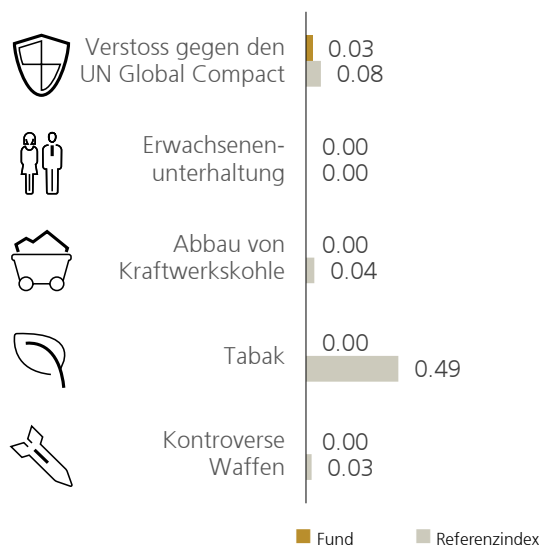 Verstoss gegen den 0.03
UN Global Compact 0.08
Erwachsenen- 0.00
unterhaltung 0.00
Abbau von 0.00
Kraftwerkskohle 0.04
Tabak
0.00
0.49
Kontroverse 0.00
Waffen 0.03
Fund Referenzindex